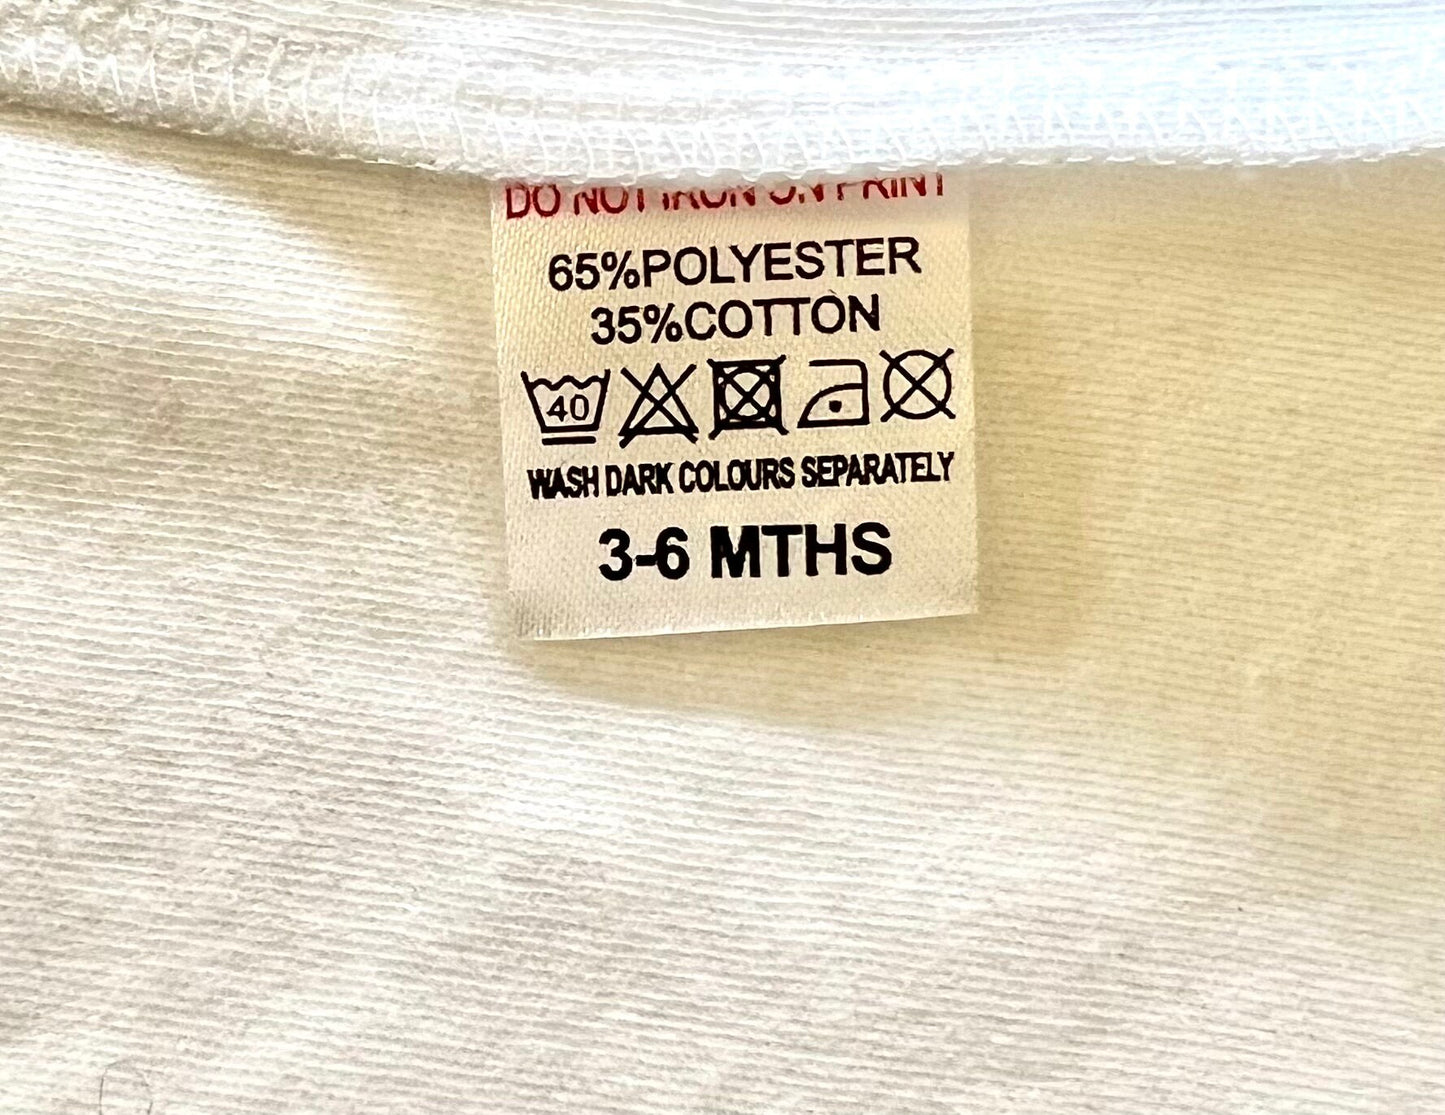 DO NOT IRON ON PRINT
65%POLYESTER
35%COTTON
40
WASH DARK COLOURS SEPARATELY
3-6 MTHS